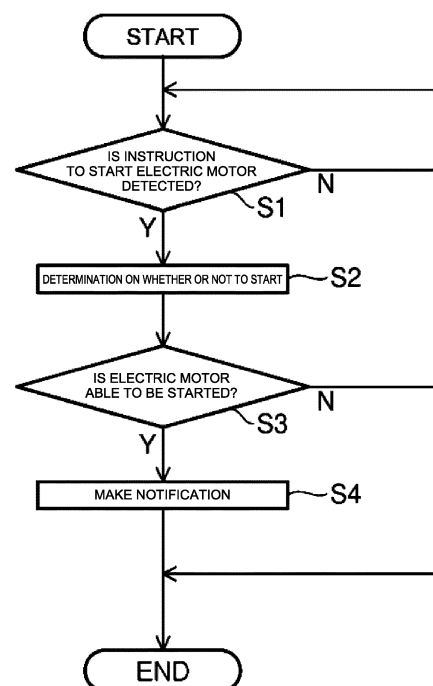 START
IS INSTRUCTION
TO START ELECTRIC MOTOR
DETECTED?
S1
N
Y
DETERMINATION ON WHETHER OR NOT TO START
S2
IS ELECTRIC MOTOR
ABLE TO BE STARTED?
N
S3
Y
MAKE NOTIFICATION
S4
END